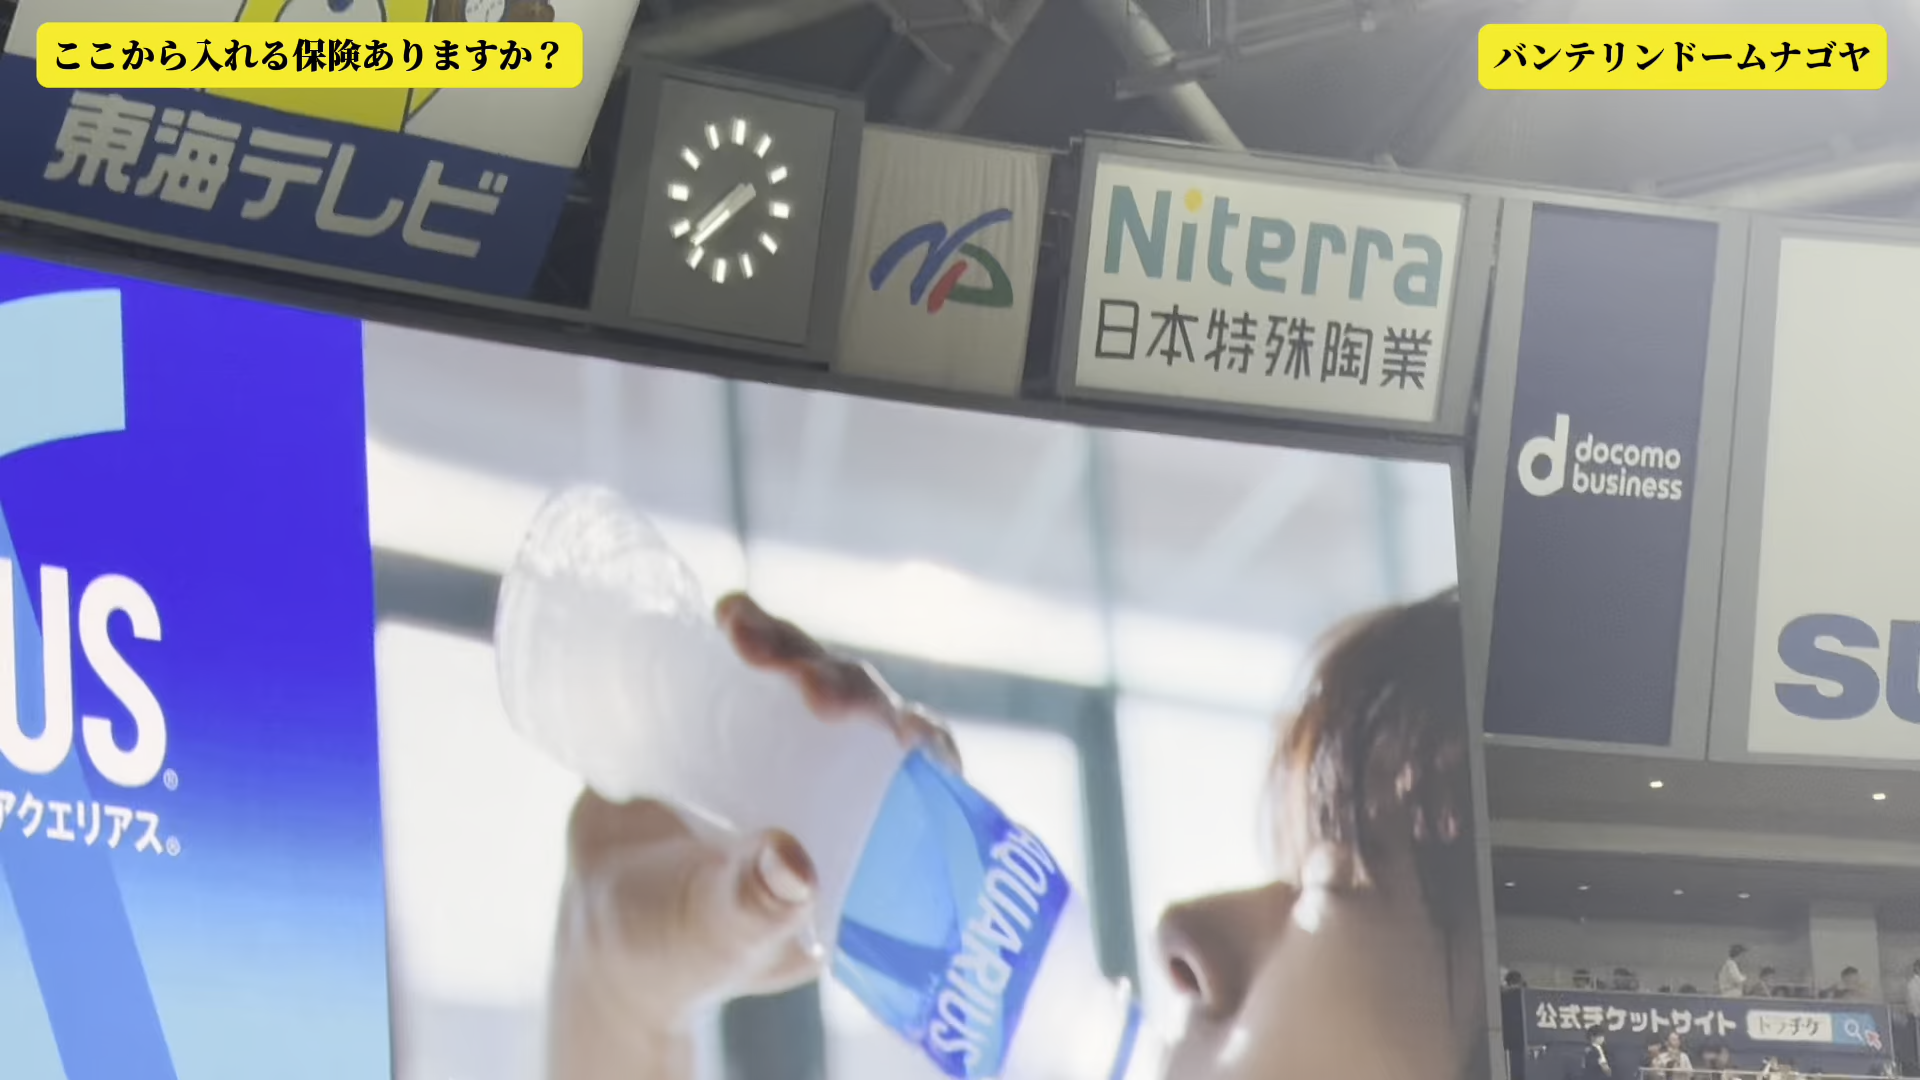 ここから入れる保険ありますか？
バンテリンドームナゴヤ
東海テレビ
Niterra
日本特殊陶業
docomo
business
SU
US®
アクエリアス®
AQUARIUS
公式チケットサイト ドラチケ